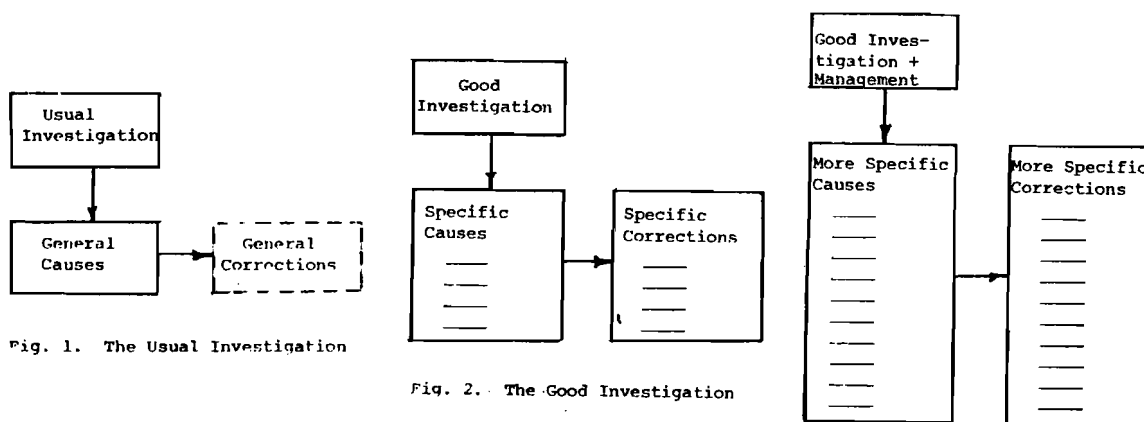 Usual
Investigation
General
Causes
General
Corrections
Fig. 1. The Usual Investigation
Good
Investigation
Specific
Causes
Specific
Corrections
Fig. 2. The Good Investigation
Good Inves-
tigation +
Management
More Specific
Causes
More Specific
Corrections